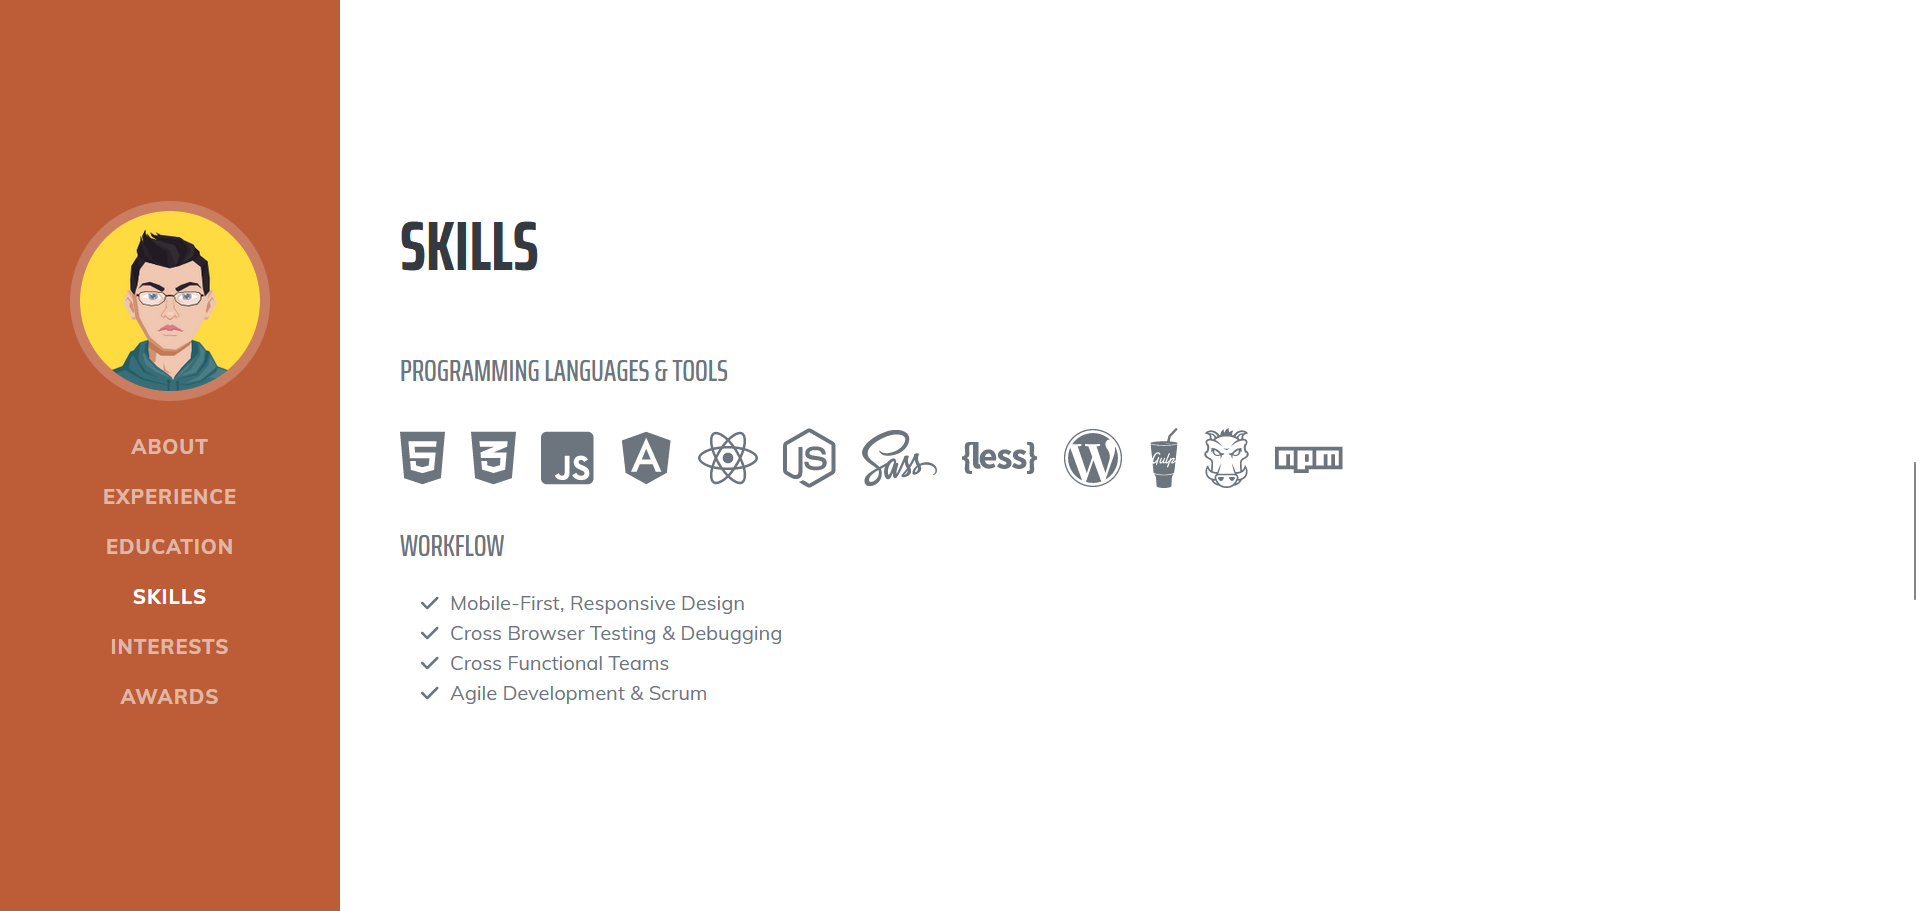 ABOUT
EXPERIENCE
EDUCATION
SKILLS
INTERESTS
AWARDS
SKILLS
PROGRAMMING LANGUAGES & TOOLS
5 3 JS A JS Sass {less} W Gulp npm
WORKFLOW
Mobile-First, Responsive Design
Cross Browser Testing & Debugging
Cross Functional Teams
Agile Development & Scrum